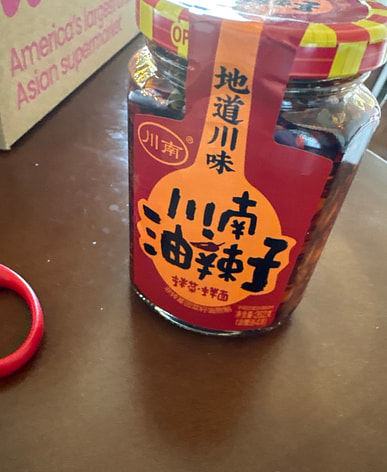 America's largest
Asian supermarket
OP
地道川味
川南®
川南
油辣子
拌菜·拌面